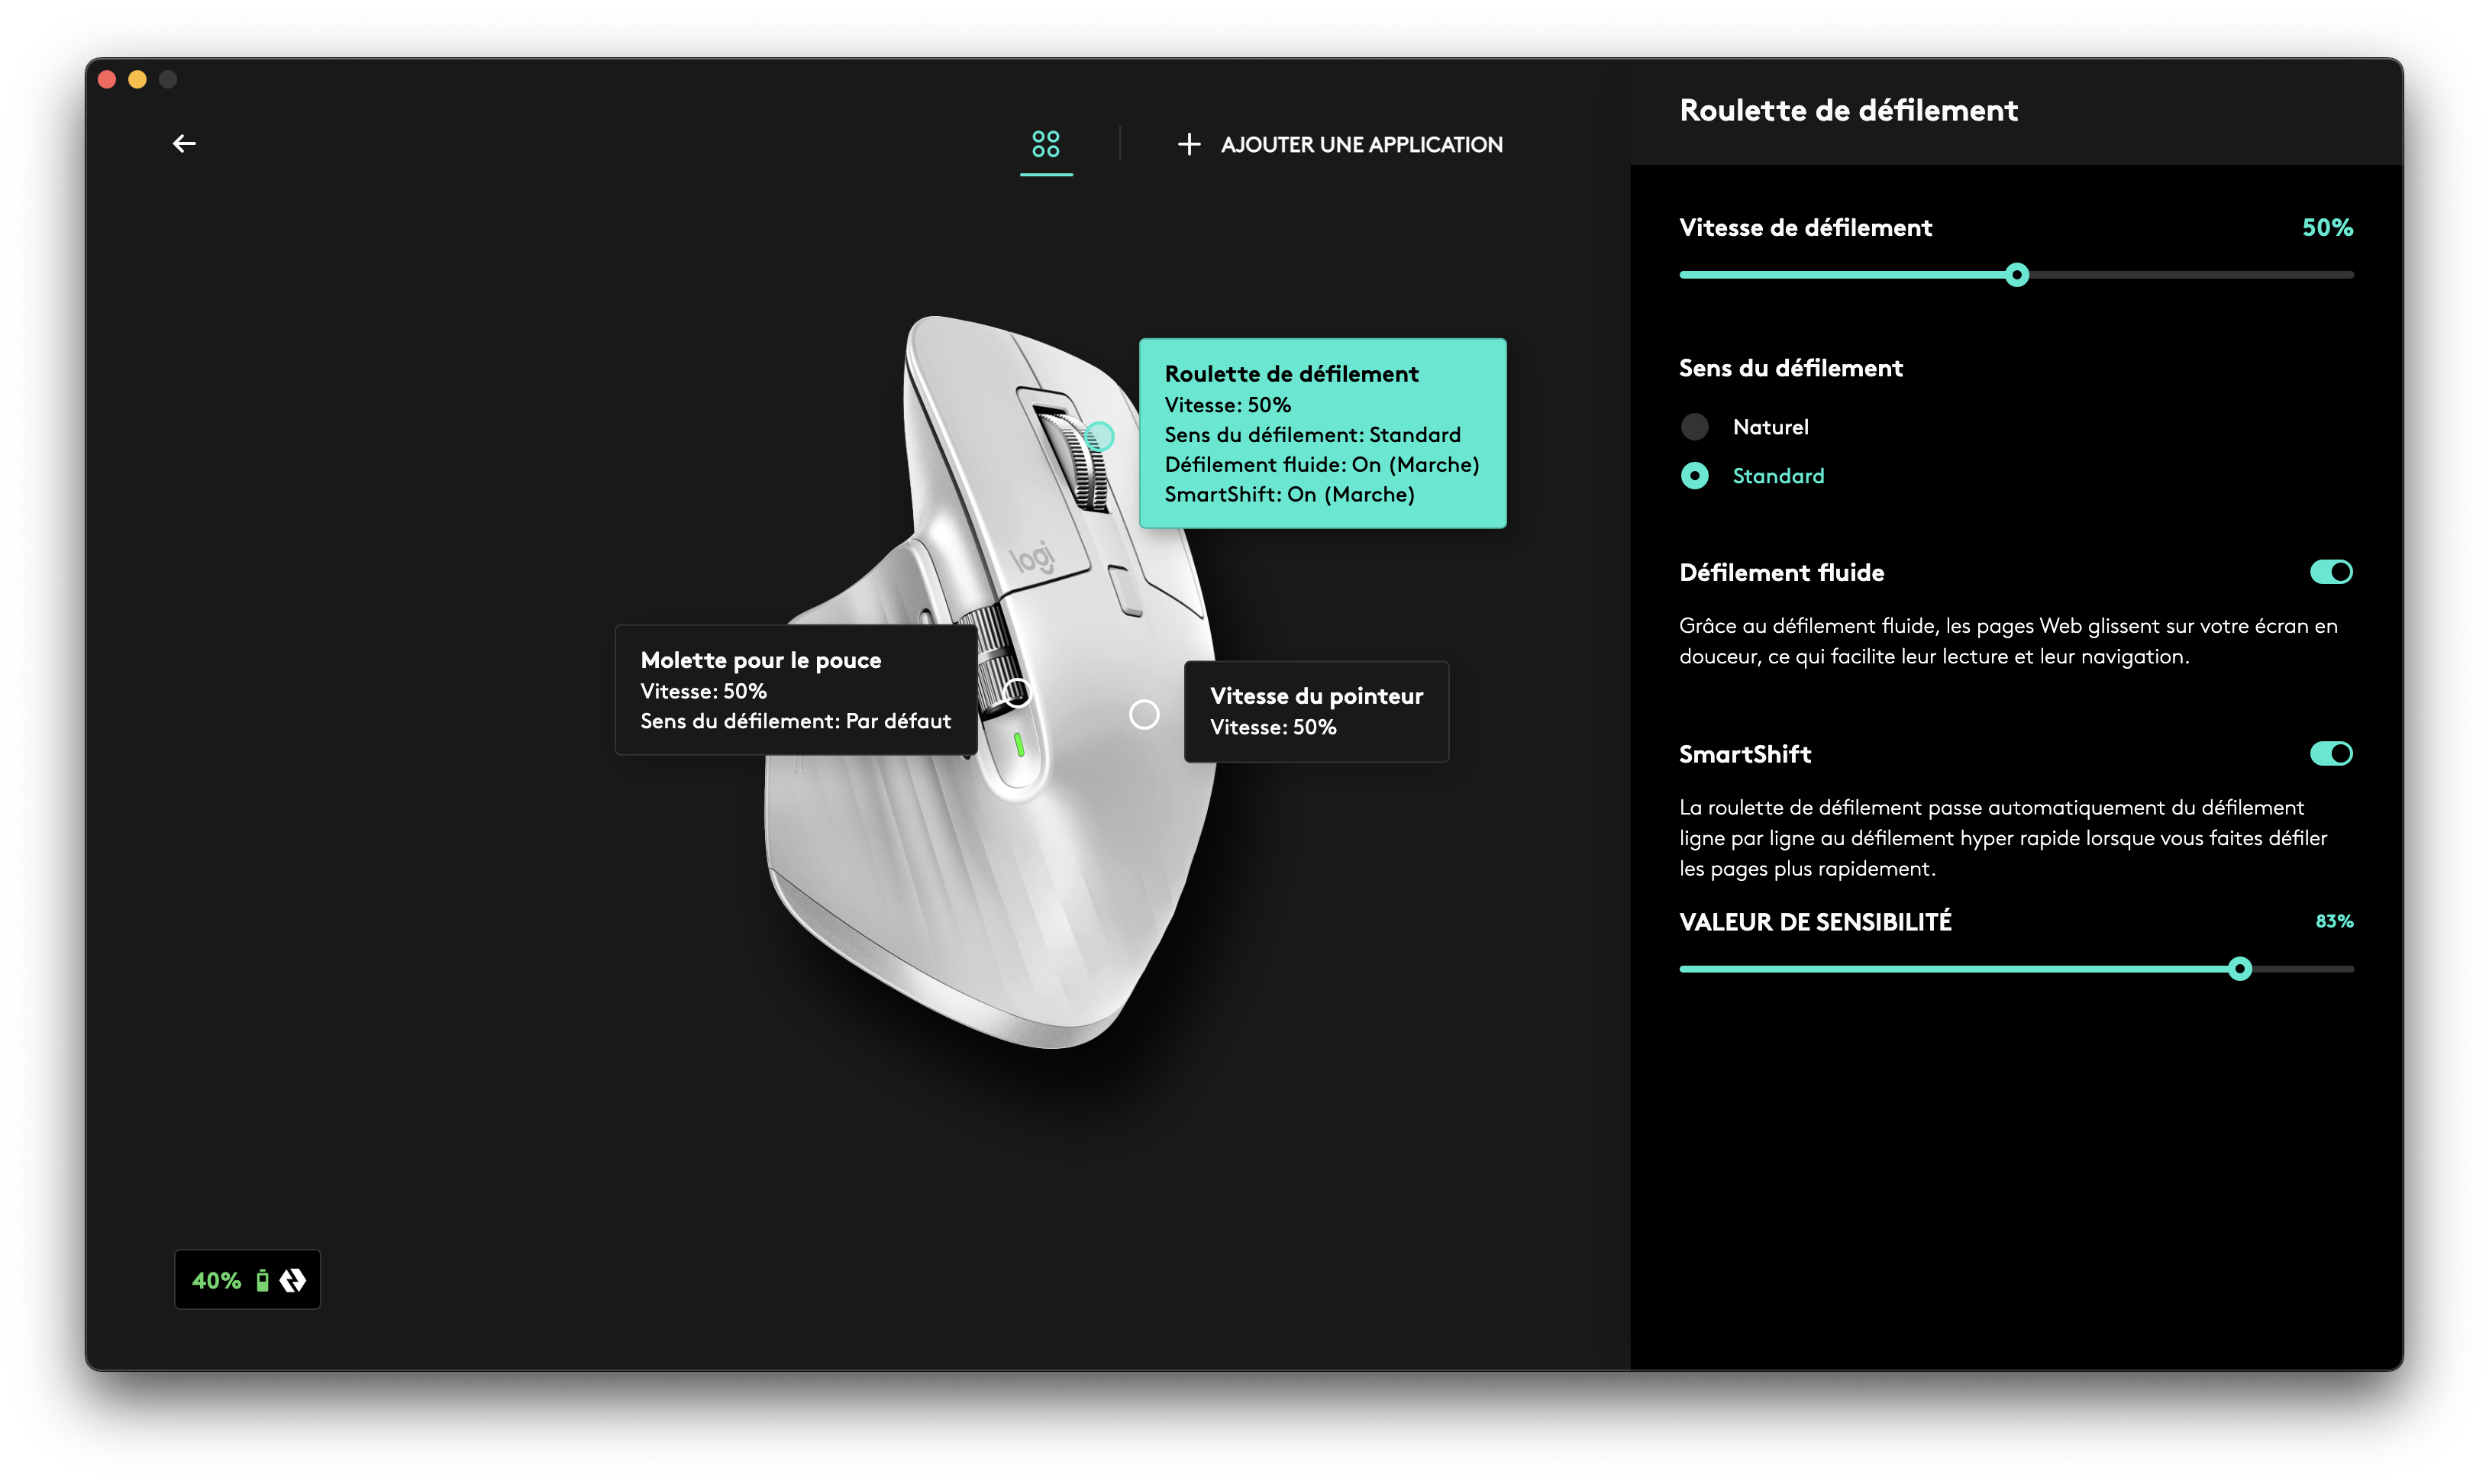 AJOUTER UNE APPLICATION
Roulette de défilement
Vitesse: 50%
Sens du défilement: Standard
Défilement fluide: On (Marche)
SmartShift: On (Marche)
logi
Molette pour le pouce
Vitesse: 50%
Sens du défilement: Par défaut
Vitesse du pointeur
Vitesse: 50%
40%
Roulette de défilement
Vitesse de défilement 50%
Sens du défilement
Naturel
Standard
Défilement fluide
Grâce au défilement fluide, les pages Web glissent sur votre écran en
douceur, ce qui facilite leur lecture et leur navigation.
SmartShift
La roulette de défilement passe automatiquement du défilement
ligne par ligne au défilement hyper rapide lorsque vous faites défiler
les pages plus rapidement.
VALEUR DE SENSIBILITÉ 83%